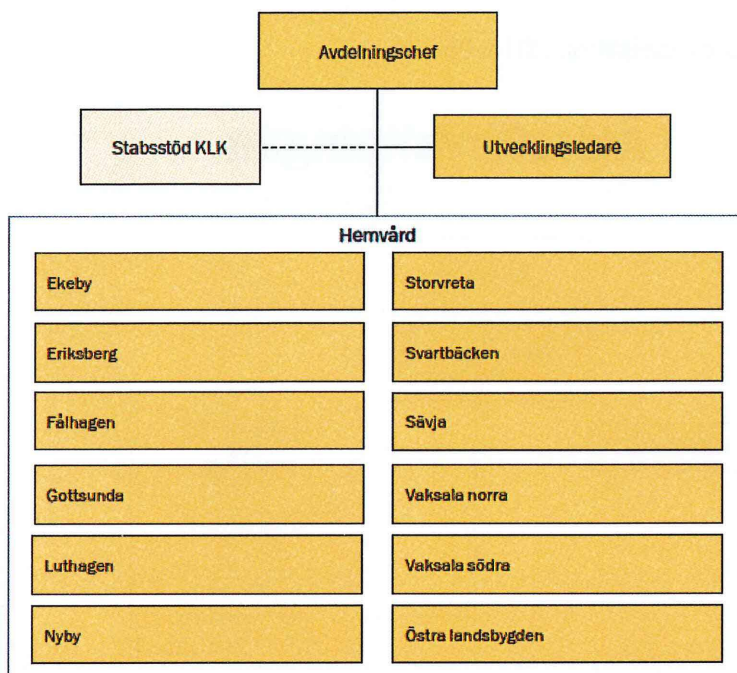 Avdelningschef
Stabsstöd KLK
Utvecklingsledare
Hemvård
Ekeby
Eriksberg
Fålhagen
Gottsunda
Luthagen
Nyby
Storvreta
Svartbäcken
Sävja
Vaksala norra
Vaksala södra
Östra landsbygden